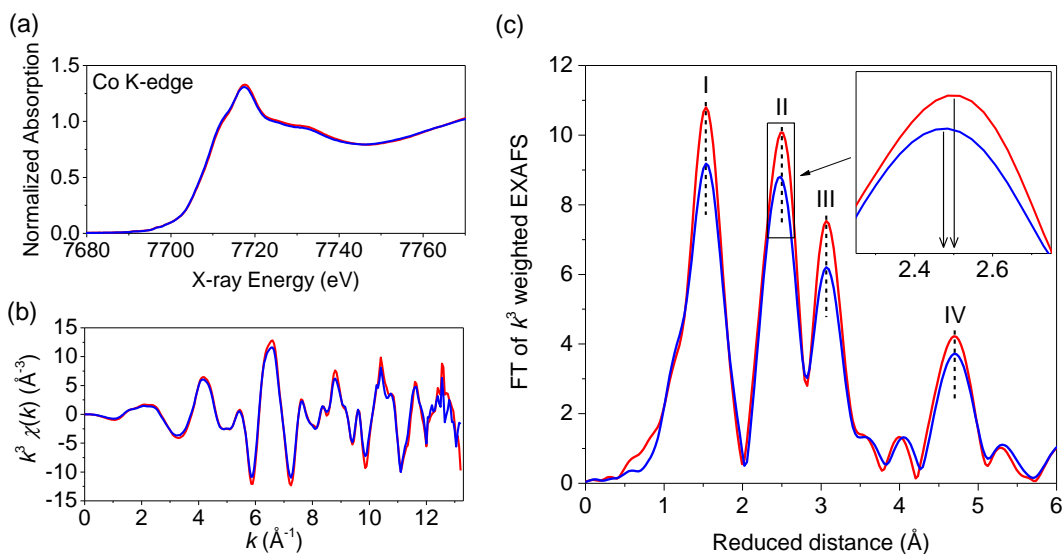 (a)
Co K-edge
Normalized Absorption
1.5
1.0
0.5
0.0
7680 7700 7720 7740 7760
X-ray Energy (eV)
(b)
k³ χ(k) (Å⁻³)
15
10
5
0
-5
-10
-15
0 2 4 6 8 10 12
k (Å⁻¹)
(c)
FT of k³ weighted EXAFS
12
10
8
6
4
2
0
I
II
III
IV
2.4 2.6
0 1 2 3 4 5 6
Reduced distance (Å)